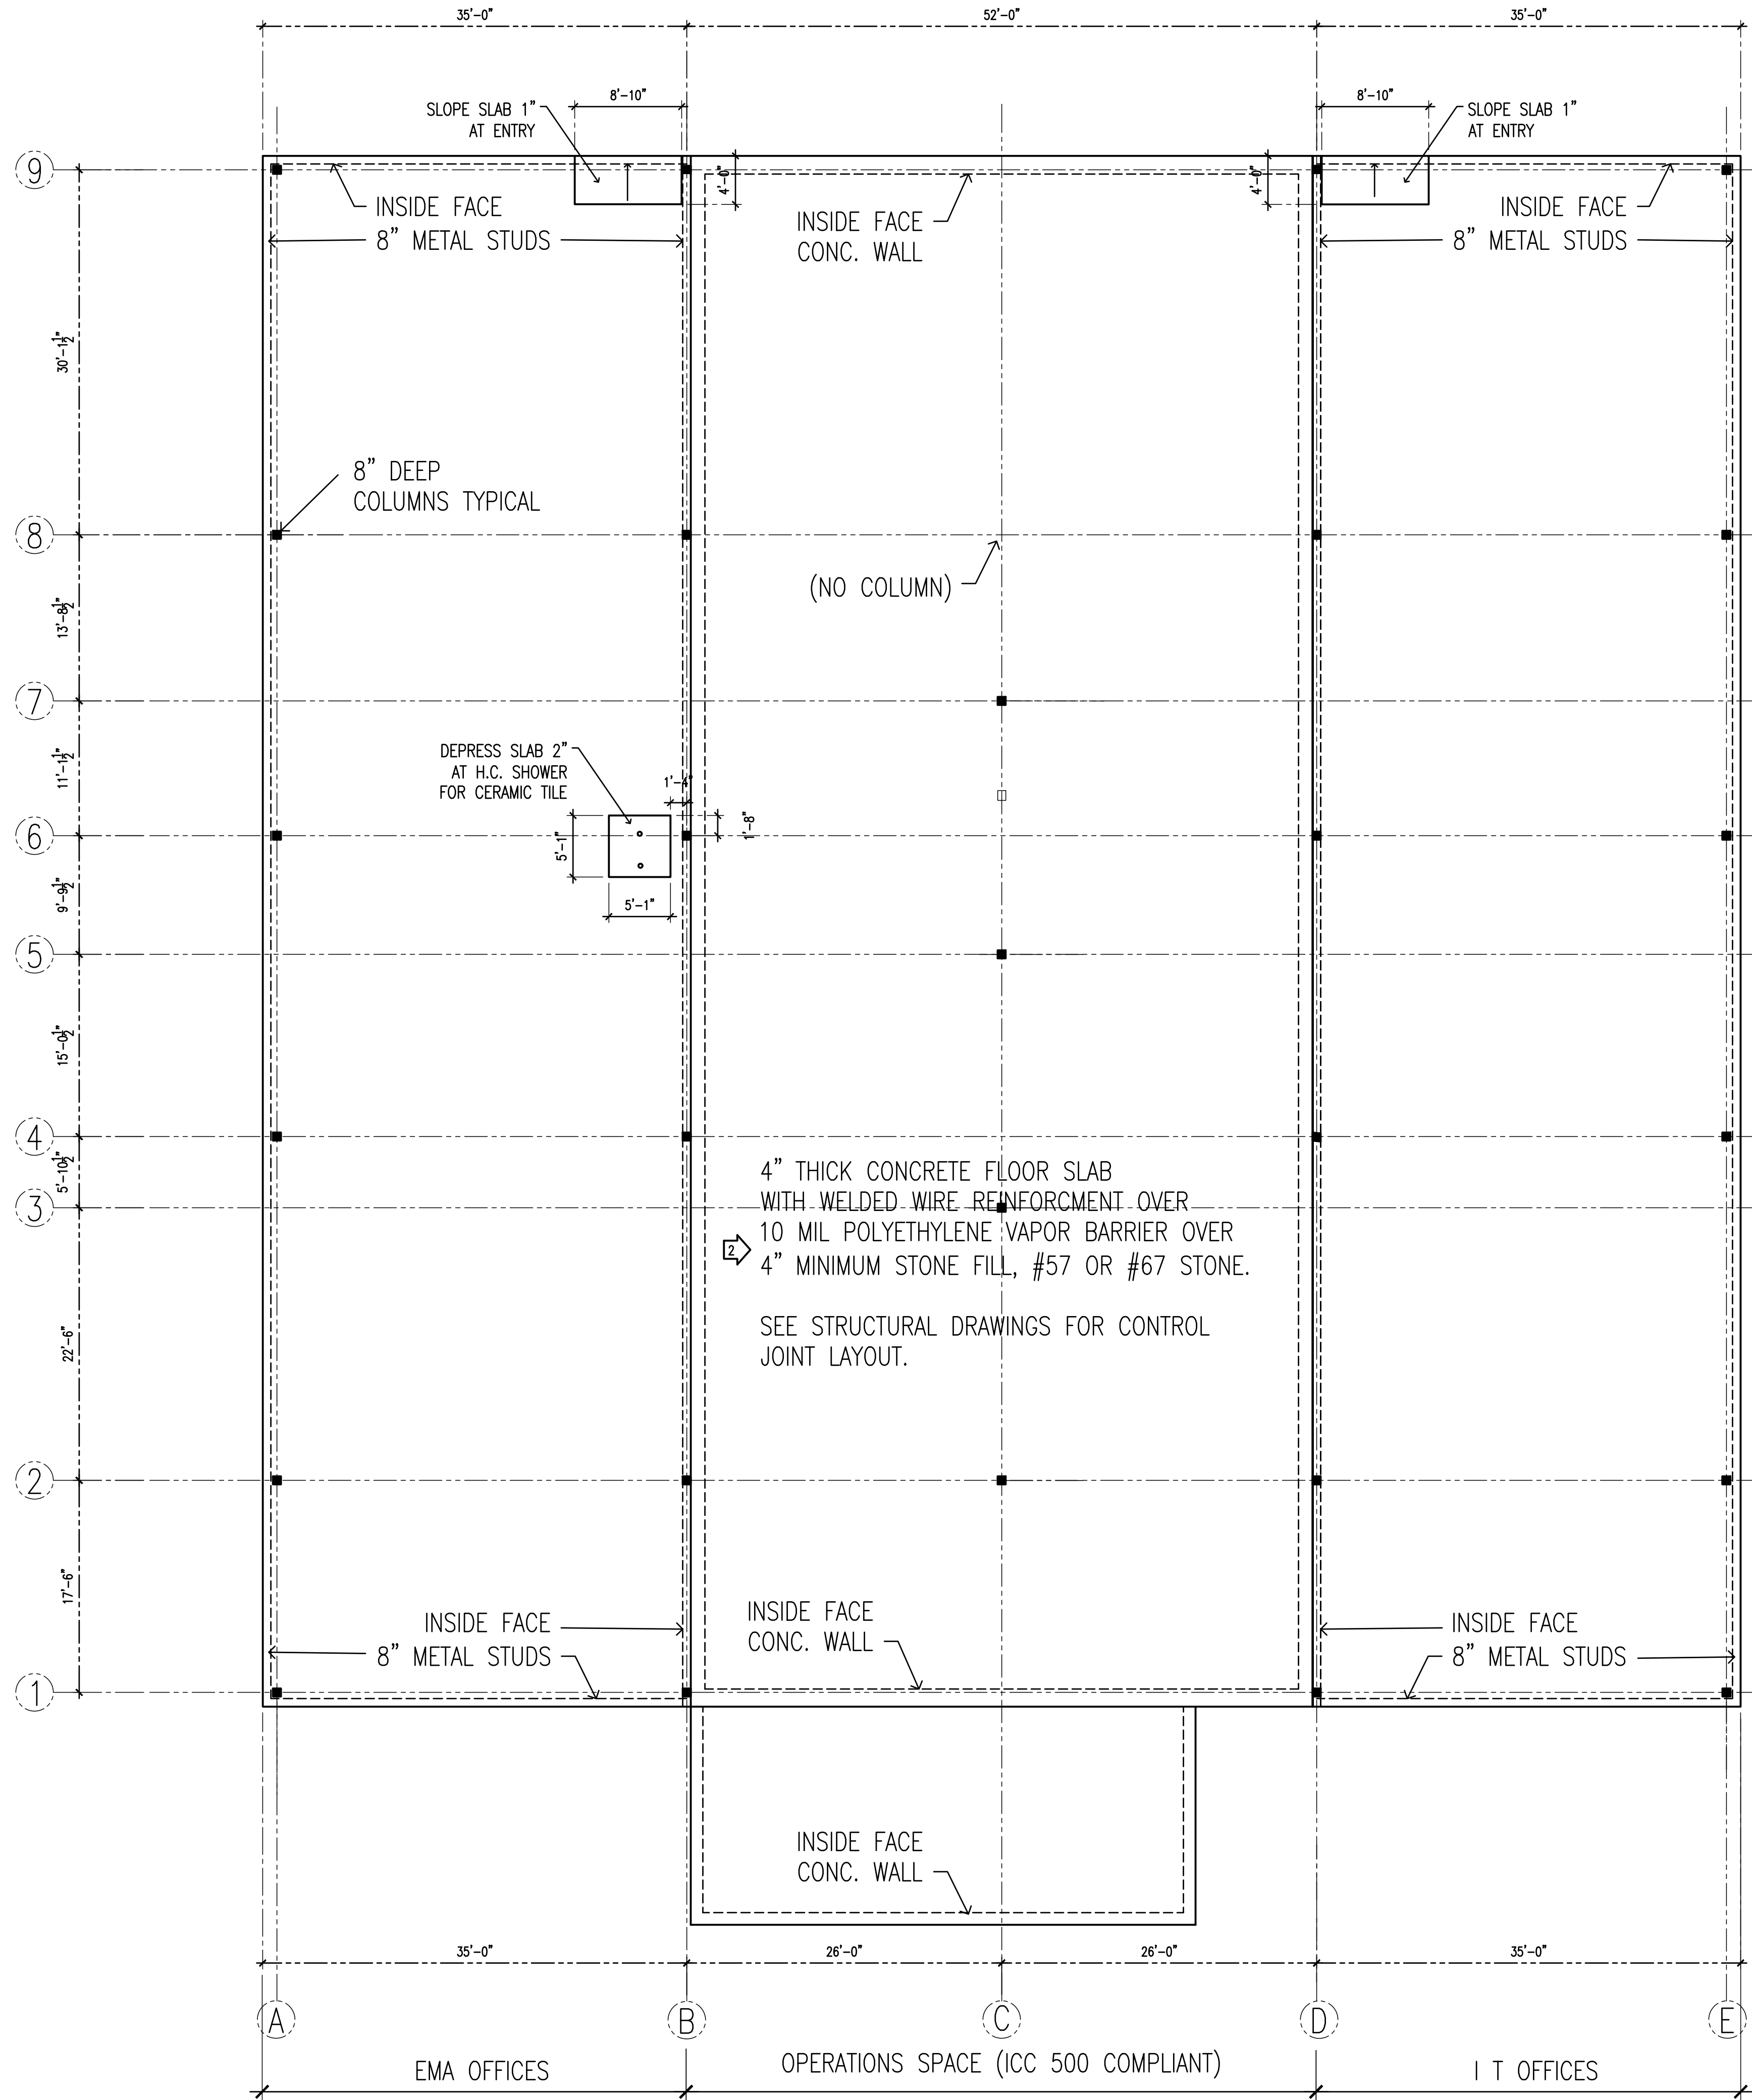 35'-0"
52'-0"
35'-0"
8'-10"
8'-10"
SLOPE SLAB 1"
AT ENTRY
SLOPE SLAB 1"
AT ENTRY
9
4'-0"
4'-0"
INSIDE FACE
8" METAL STUDS
INSIDE FACE
CONC. WALL
INSIDE FACE
8" METAL STUDS
30'-1½"
8" DEEP
COLUMNS TYPICAL
8
(NO COLUMN)
13'-8½"
7
DEPRESS SLAB 2"
AT H.C. SHOWER
FOR CERAMIC TILE
11'-1½"
1'-4"
1'-8"
6
5'-1"
5'-1"
9'-9½"
5
15'-0½"
4
5'-10½"
3
4" THICK CONCRETE FLOOR SLAB
WITH WELDED WIRE REINFORCMENT OVER
10 MIL POLYETHYLENE VAPOR BARRIER OVER
2
4" MINIMUM STONE FILL, #57 OR #67 STONE.
SEE STRUCTURAL DRAWINGS FOR CONTROL
JOINT LAYOUT.
22'-6"
2
17'-6"
INSIDE FACE
8" METAL STUDS
INSIDE FACE
CONC. WALL
INSIDE FACE
8" METAL STUDS
1
INSIDE FACE
CONC. WALL
35'-0"
26'-0"
26'-0"
35'-0"
A
B
C
D
E
EMA OFFICES
OPERATIONS SPACE (ICC 500 COMPLIANT)
I T OFFICES